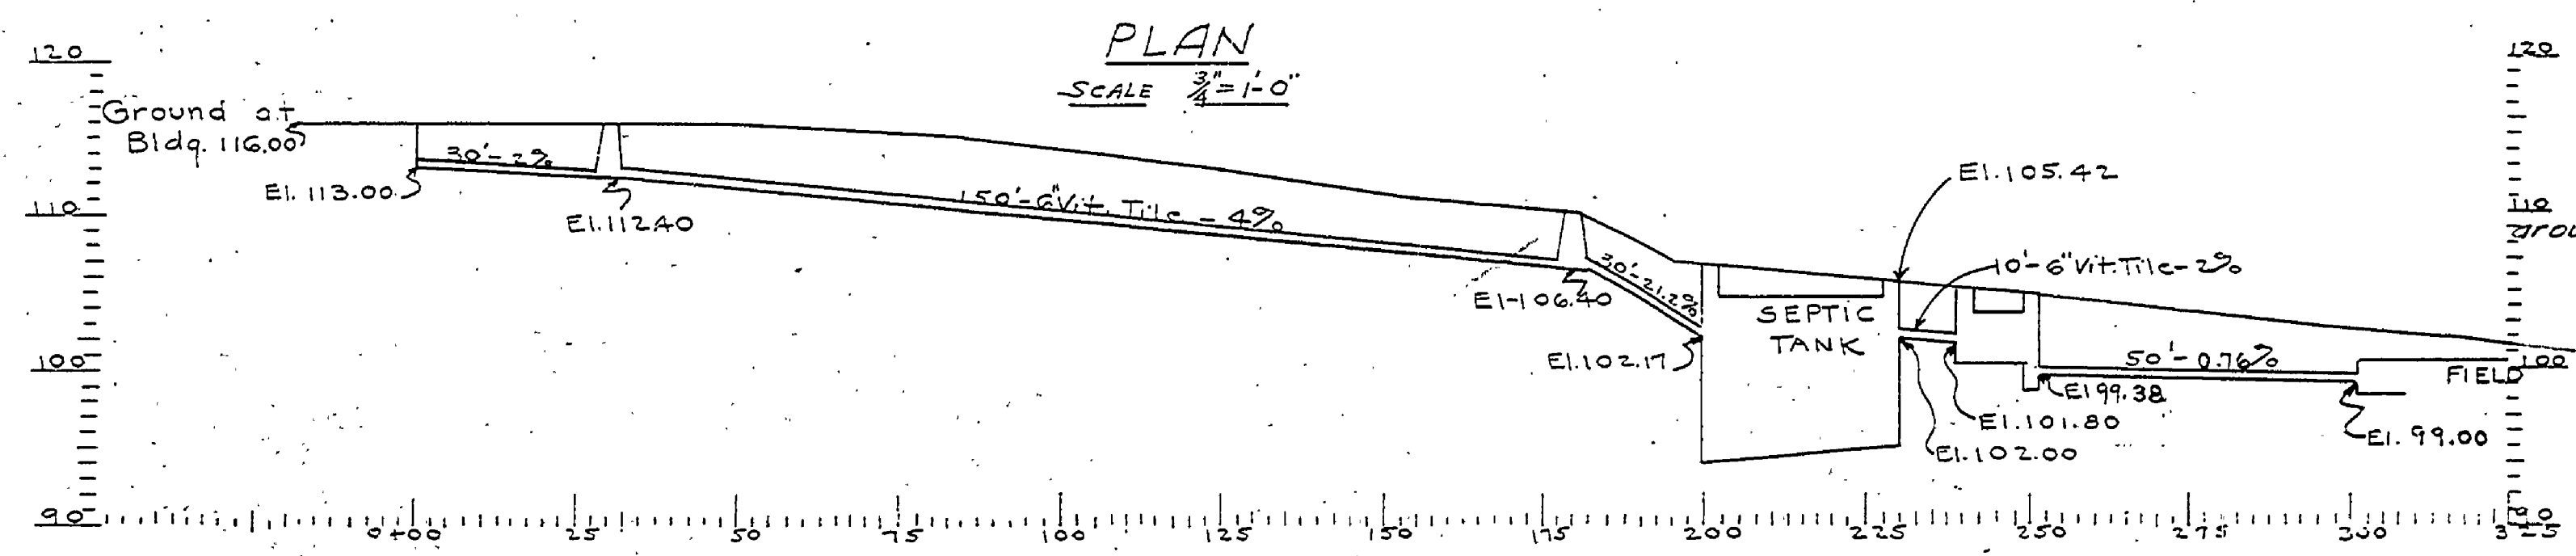 PLAN
SCALE 3/4" = 1'-0"
120
120
Ground at
Bldg. 116.00
30'-2%
El. 113.00
El. 112.40
110
110
150'-6" Vit. Tile - 4%
El. 105.42
10'-6" Vit. Tile - 2%
30'-21.2%
El-106.40
SEPTIC
TANK
El. 102.17
100
100
50'-0.76%
FIELD
El 99.38
El. 101.80
El. 102.00
El. 99.00
90
90
0+00 25 50 75 100 125 150 175 200 225 250 275 300 325